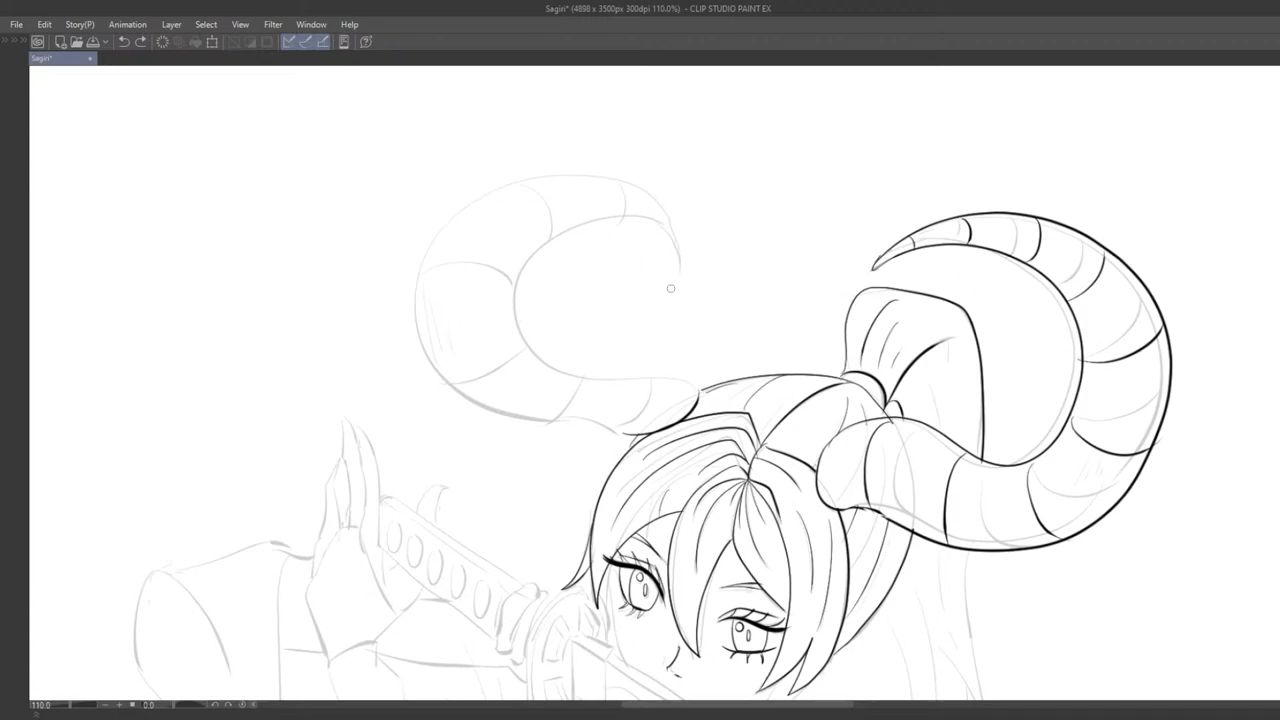 Sagiri* (4898 x 3500px 300dpi 110.0%) - CLIP STUDIO PAINT EX
File Edit Story(P) Animation Layer Select View Filter Window Help
Sagiri*
110.0 0.0